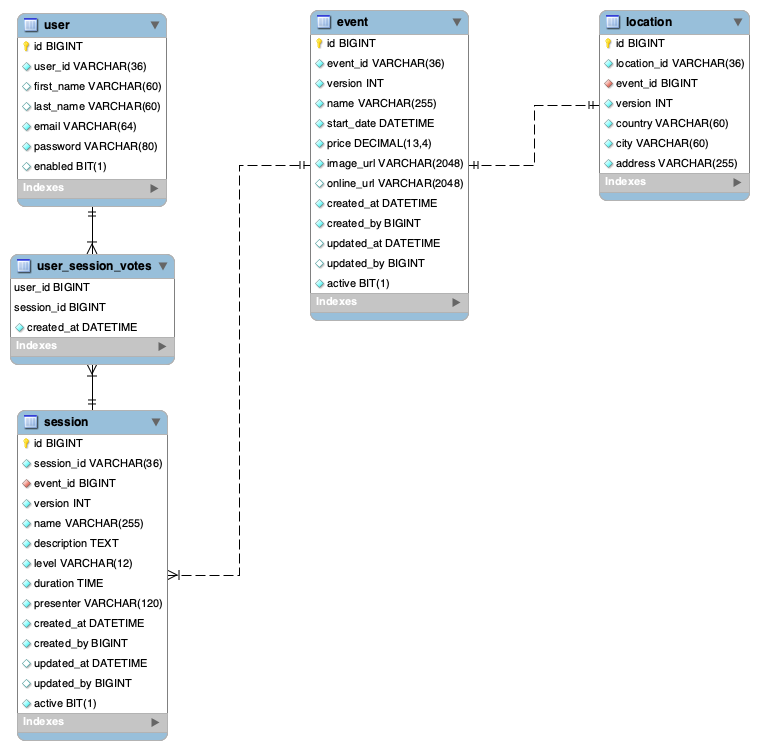 user
id BIGINT
user_id VARCHAR(36)
first_name VARCHAR(60)
last_name VARCHAR(60)
email VARCHAR(64)
password VARCHAR(80)
enabled BIT(1)
Indexes
user_session_votes
user_id BIGINT
session_id BIGINT
created_at DATETIME
Indexes
session
id BIGINT
session_id VARCHAR(36)
event_id BIGINT
version INT
name VARCHAR(255)
description TEXT
level VARCHAR(12)
duration TIME
presenter VARCHAR(120)
created_at DATETIME
created_by BIGINT
updated_at DATETIME
updated_by BIGINT
active BIT(1)
Indexes
event
id BIGINT
event_id VARCHAR(36)
version INT
name VARCHAR(255)
start_date DATETIME
price DECIMAL(13,4)
image_url VARCHAR(2048)
online_url VARCHAR(2048)
created_at DATETIME
created_by BIGINT
updated_at DATETIME
updated_by BIGINT
active BIT(1)
Indexes
location
id BIGINT
location_id VARCHAR(36)
event_id BIGINT
version INT
country VARCHAR(60)
city VARCHAR(60)
address VARCHAR(255)
Indexes